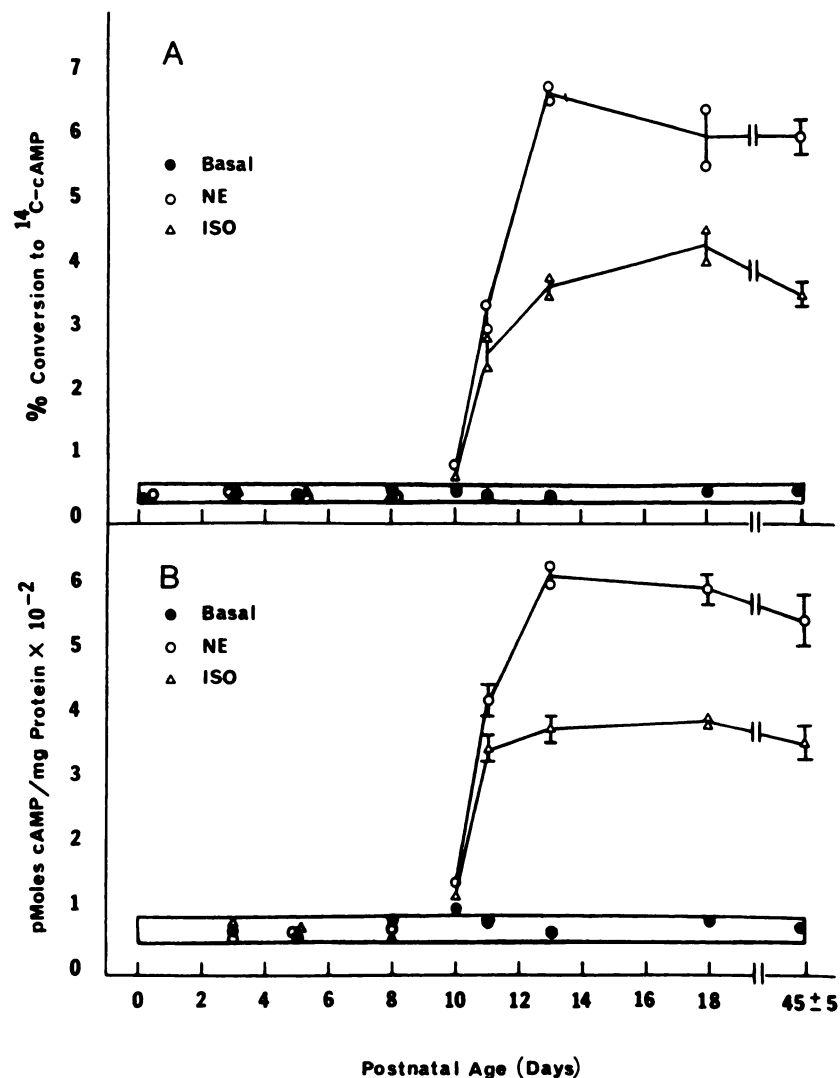 A
7
6
5
4
3
2
1
0
% Conversion to ¹⁴C-cAMP
Basal
NE
ISO
B
6
5
4
3
2
1
0
pMoles cAMP/mg Protein X 10⁻²
Basal
NE
ISO
0 2 4 6 8 10 12 14 16 18 45 ± 5
Postnatal Age (Days)